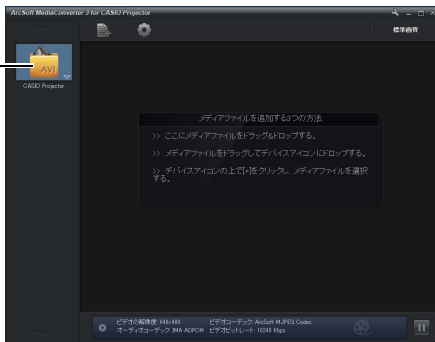 ArcSoft MediaConverter 3 for CASIO Projector
標準画質
AVI
CASIO Projector
メディアファイルを追加する3つの方法:
>> ここにメディアファイルをドラッグ&ドロップする。
>> メディアファイルをドラッグしてデバイスアイコンにドロップする。
>> デバイスアイコンの上で[+]をクリックし、メディアファイルを選択
する。
ビデオの解像度: 640x480 ビデオコーデック: ArcSoft MJPEG Codec
オーディオコーデック: IMA ADPCM ビデオビットレート: 10240 Kbps